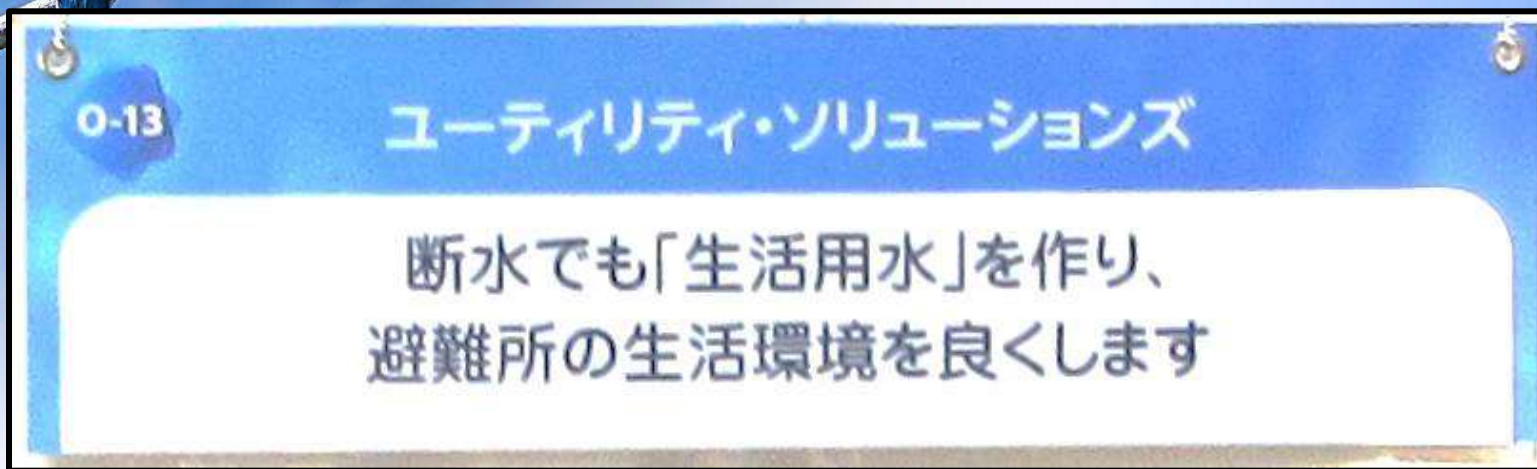 O-13
ユーティリティ・ソリューションズ
断水でも「生活用水」を作り、
避難所の生活環境を良くします